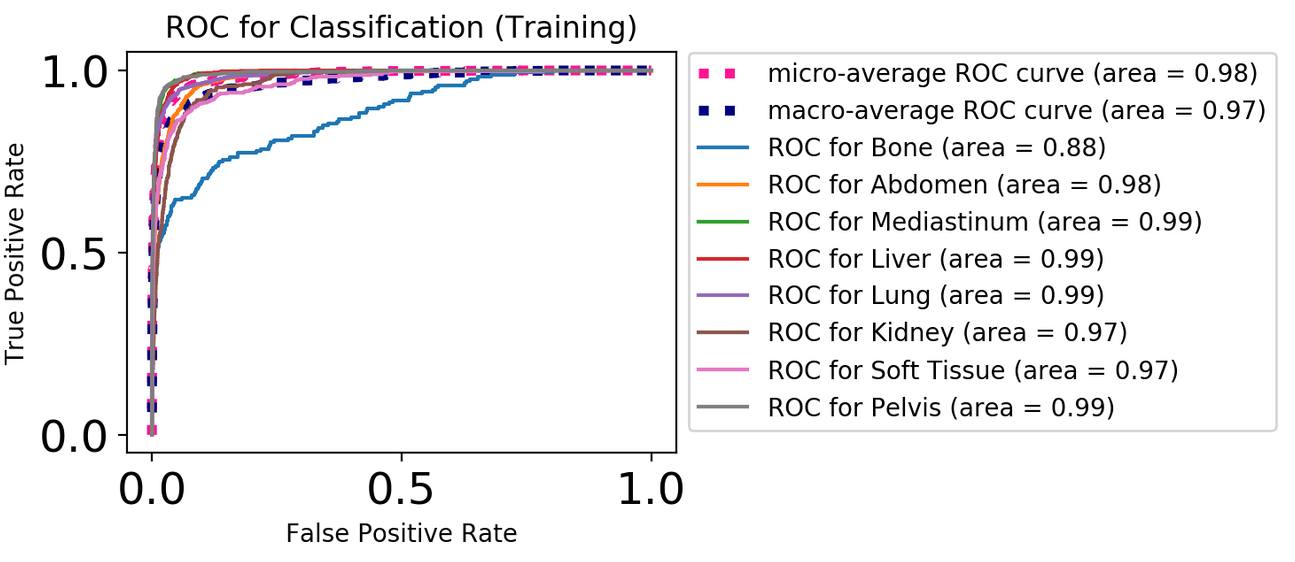 ROC for Classification (Training)
True Positive Rate
1.0
0.5
0.0
0.0 0.5 1.0
False Positive Rate
micro-average ROC curve (area = 0.98)
macro-average ROC curve (area = 0.97)
ROC for Bone (area = 0.88)
ROC for Abdomen (area = 0.98)
ROC for Mediastinum (area = 0.99)
ROC for Liver (area = 0.99)
ROC for Lung (area = 0.99)
ROC for Kidney (area = 0.97)
ROC for Soft Tissue (area = 0.97)
ROC for Pelvis (area = 0.99)